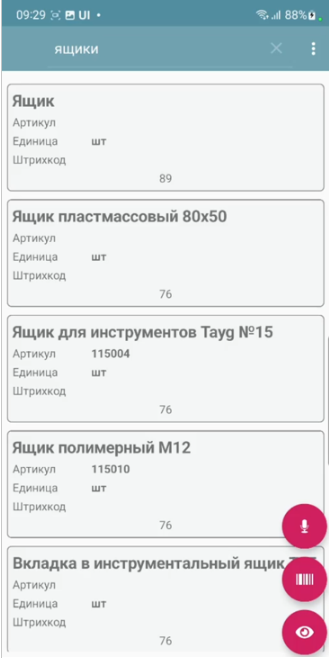 09:29 UI • 88%
ящики
Ящик
Артикул
Единица шт
Штрихкод
89
Ящик пластмассовый 80x50
Артикул
Единица шт
Штрихкод
76
Ящик для инструментов Tayg №15
Артикул 115004
Единица шт
Штрихкод
76
Ящик полимерный М12
Артикул 115010
Единица шт
Штрихкод
76
Вкладка в инструментальный ящик
Артикул
Единица шт
Штрихкод
76